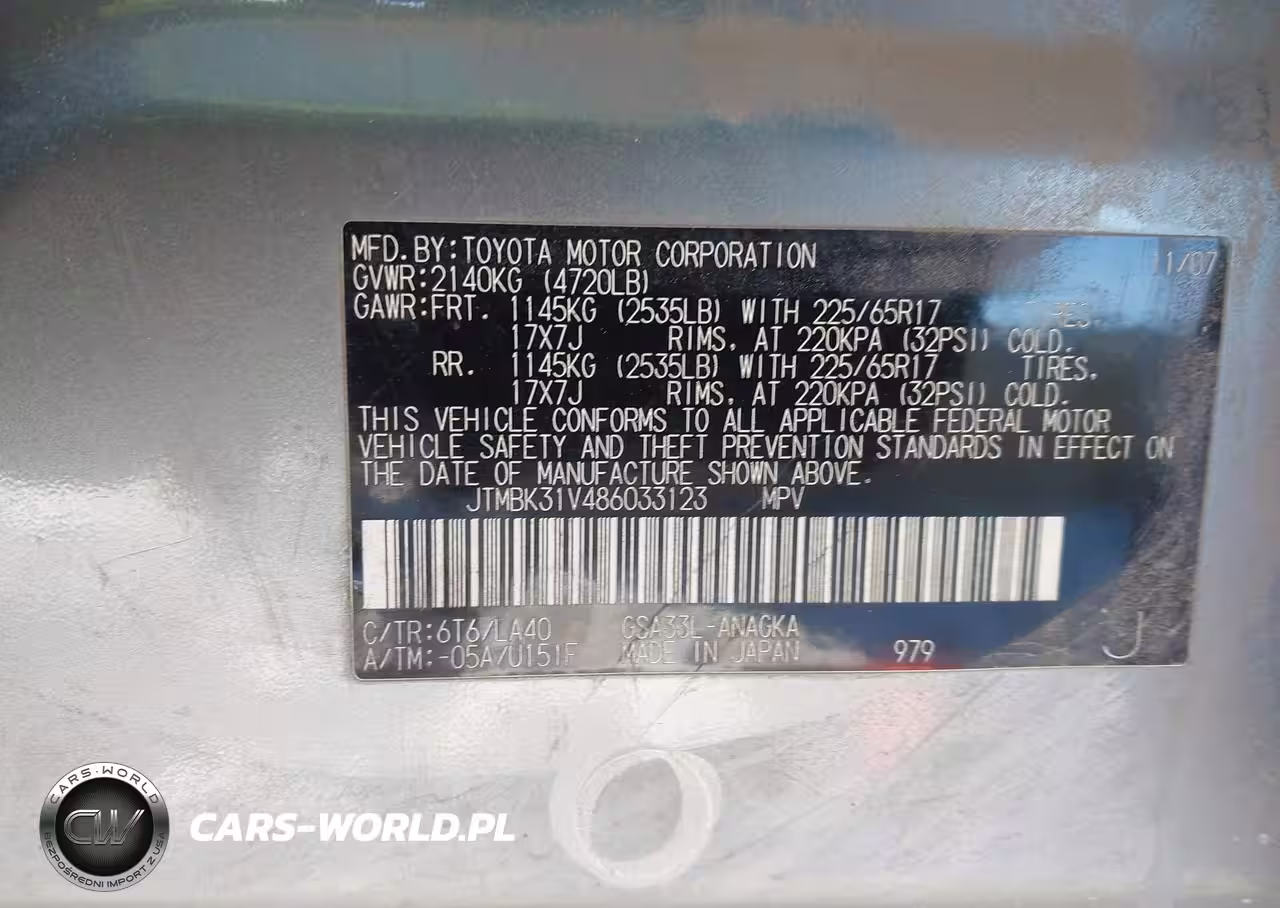 MFD.BY:TOYOTA MOTOR CORPORATION 11/07
GVWR:2140KG (4720LB)
GAWR:FRT. 1145KG (2535LB) WITH 225/65R17 TIRES.
17X7J RIMS, AT 220KPA (32PSI) COLD.
RR. 1145KG (2535LB) WITH 225/65R17 TIRES,
17X7J RIMS, AT 220KPA (32PSI) COLD.
THIS VEHICLE CONFORMS TO ALL APPLICABLE FEDERAL MOTOR
VEHICLE SAFETY AND THEFT PREVENTION STANDARDS IN EFFECT ON
THE DATE OF MANUFACTURE SHOWN ABOVE.
JTMBK31V486033123 MPV
C/TR:6T6/LA40 GSA33L-ANAGKA
A/TM:-05A/U151F MADE IN JAPAN 979 J
CARS-WORLD
CW
BEZPOŚREDNI IMPORT Z USA
CARS-WORLD.PL